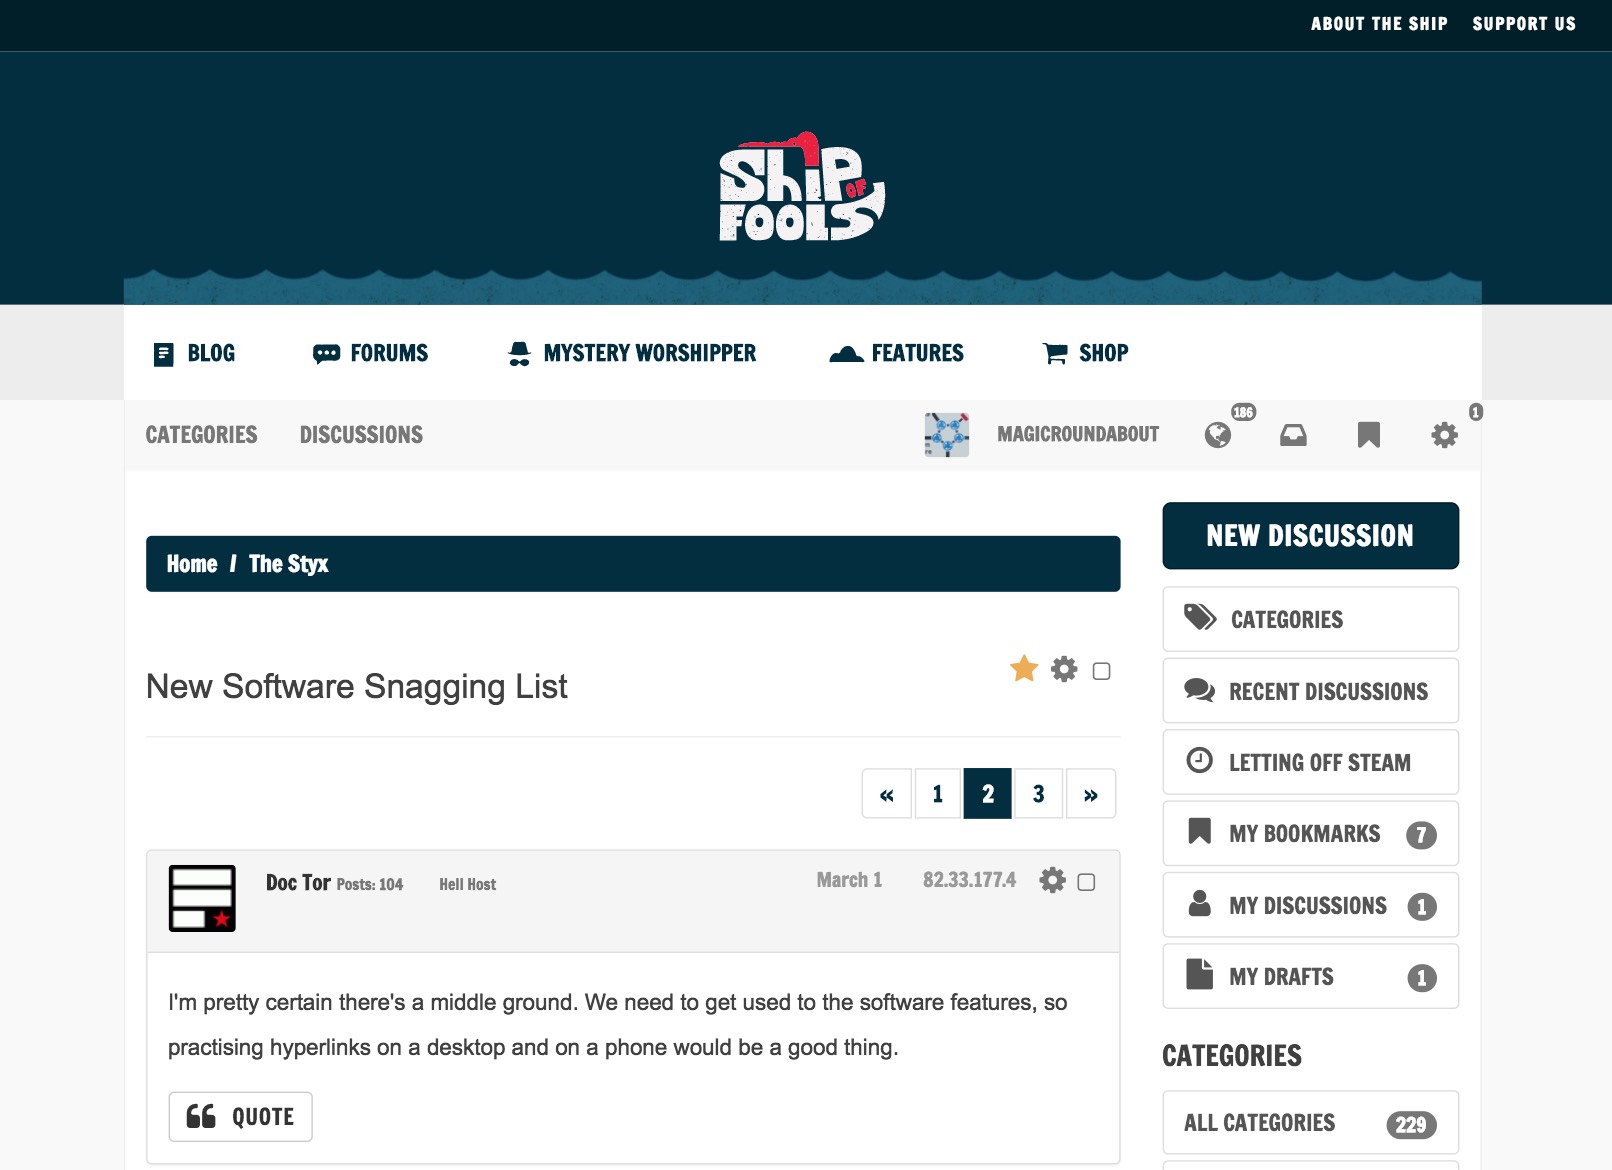 ABOUT THE SHIP SUPPORT US
ShiP OF FOOLS
BLOG FORUMS MYSTERY WORSHIPPER FEATURES SHOP
CATEGORIES DISCUSSIONS MAGICROUNDABOUT 186 1
NEW DISCUSSION
Home / The Styx
CATEGORIES
New Software Snagging List
RECENT DISCUSSIONS
LETTING OFF STEAM
« 1 2 3 »
MY BOOKMARKS 7
Doc Tor Posts: 104 Hell Host March 1 82.33.177.4
MY DISCUSSIONS 1
MY DRAFTS 1
I'm pretty certain there's a middle ground. We need to get used to the software features, so
practising hyperlinks on a desktop and on a phone would be a good thing.
CATEGORIES
QUOTE
ALL CATEGORIES 229